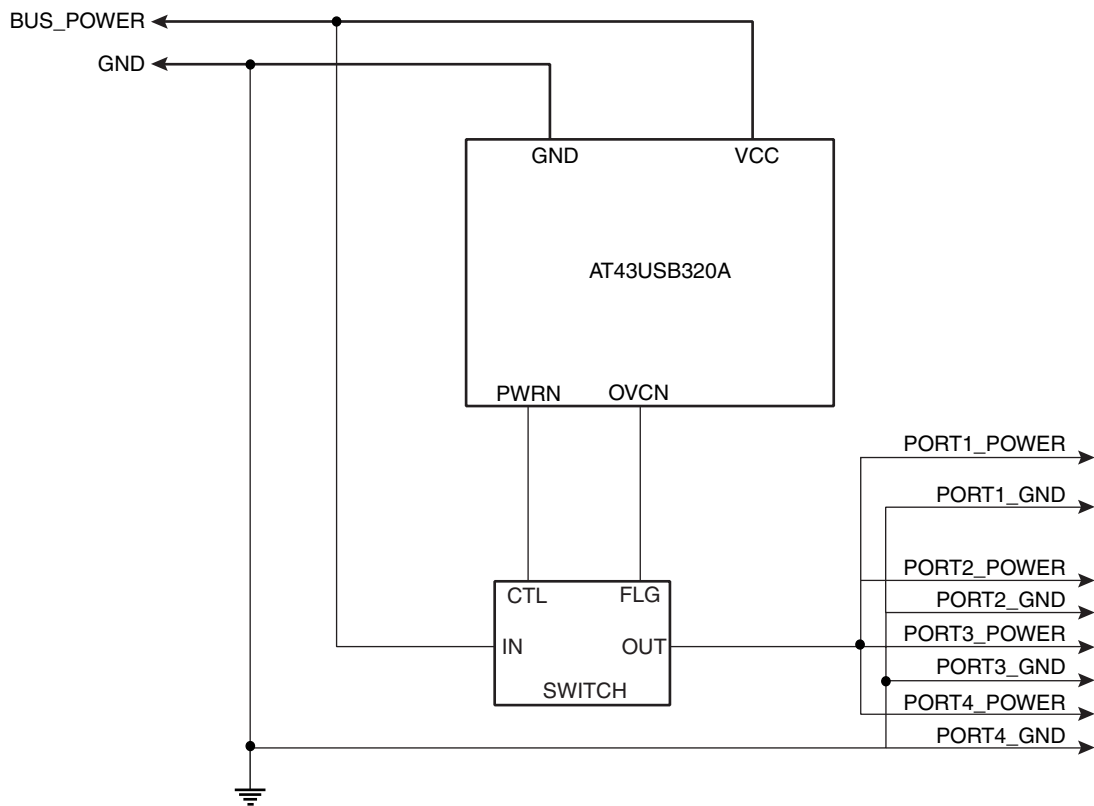 BUS_POWER
GND
GND
VCC
AT43USB320A
PWRN
OVCN
PORT1_POWER
PORT1_GND
PORT2_POWER
PORT2_GND
PORT3_POWER
PORT3_GND
PORT4_POWER
PORT4_GND
CTL
FLG
IN
OUT
SWITCH